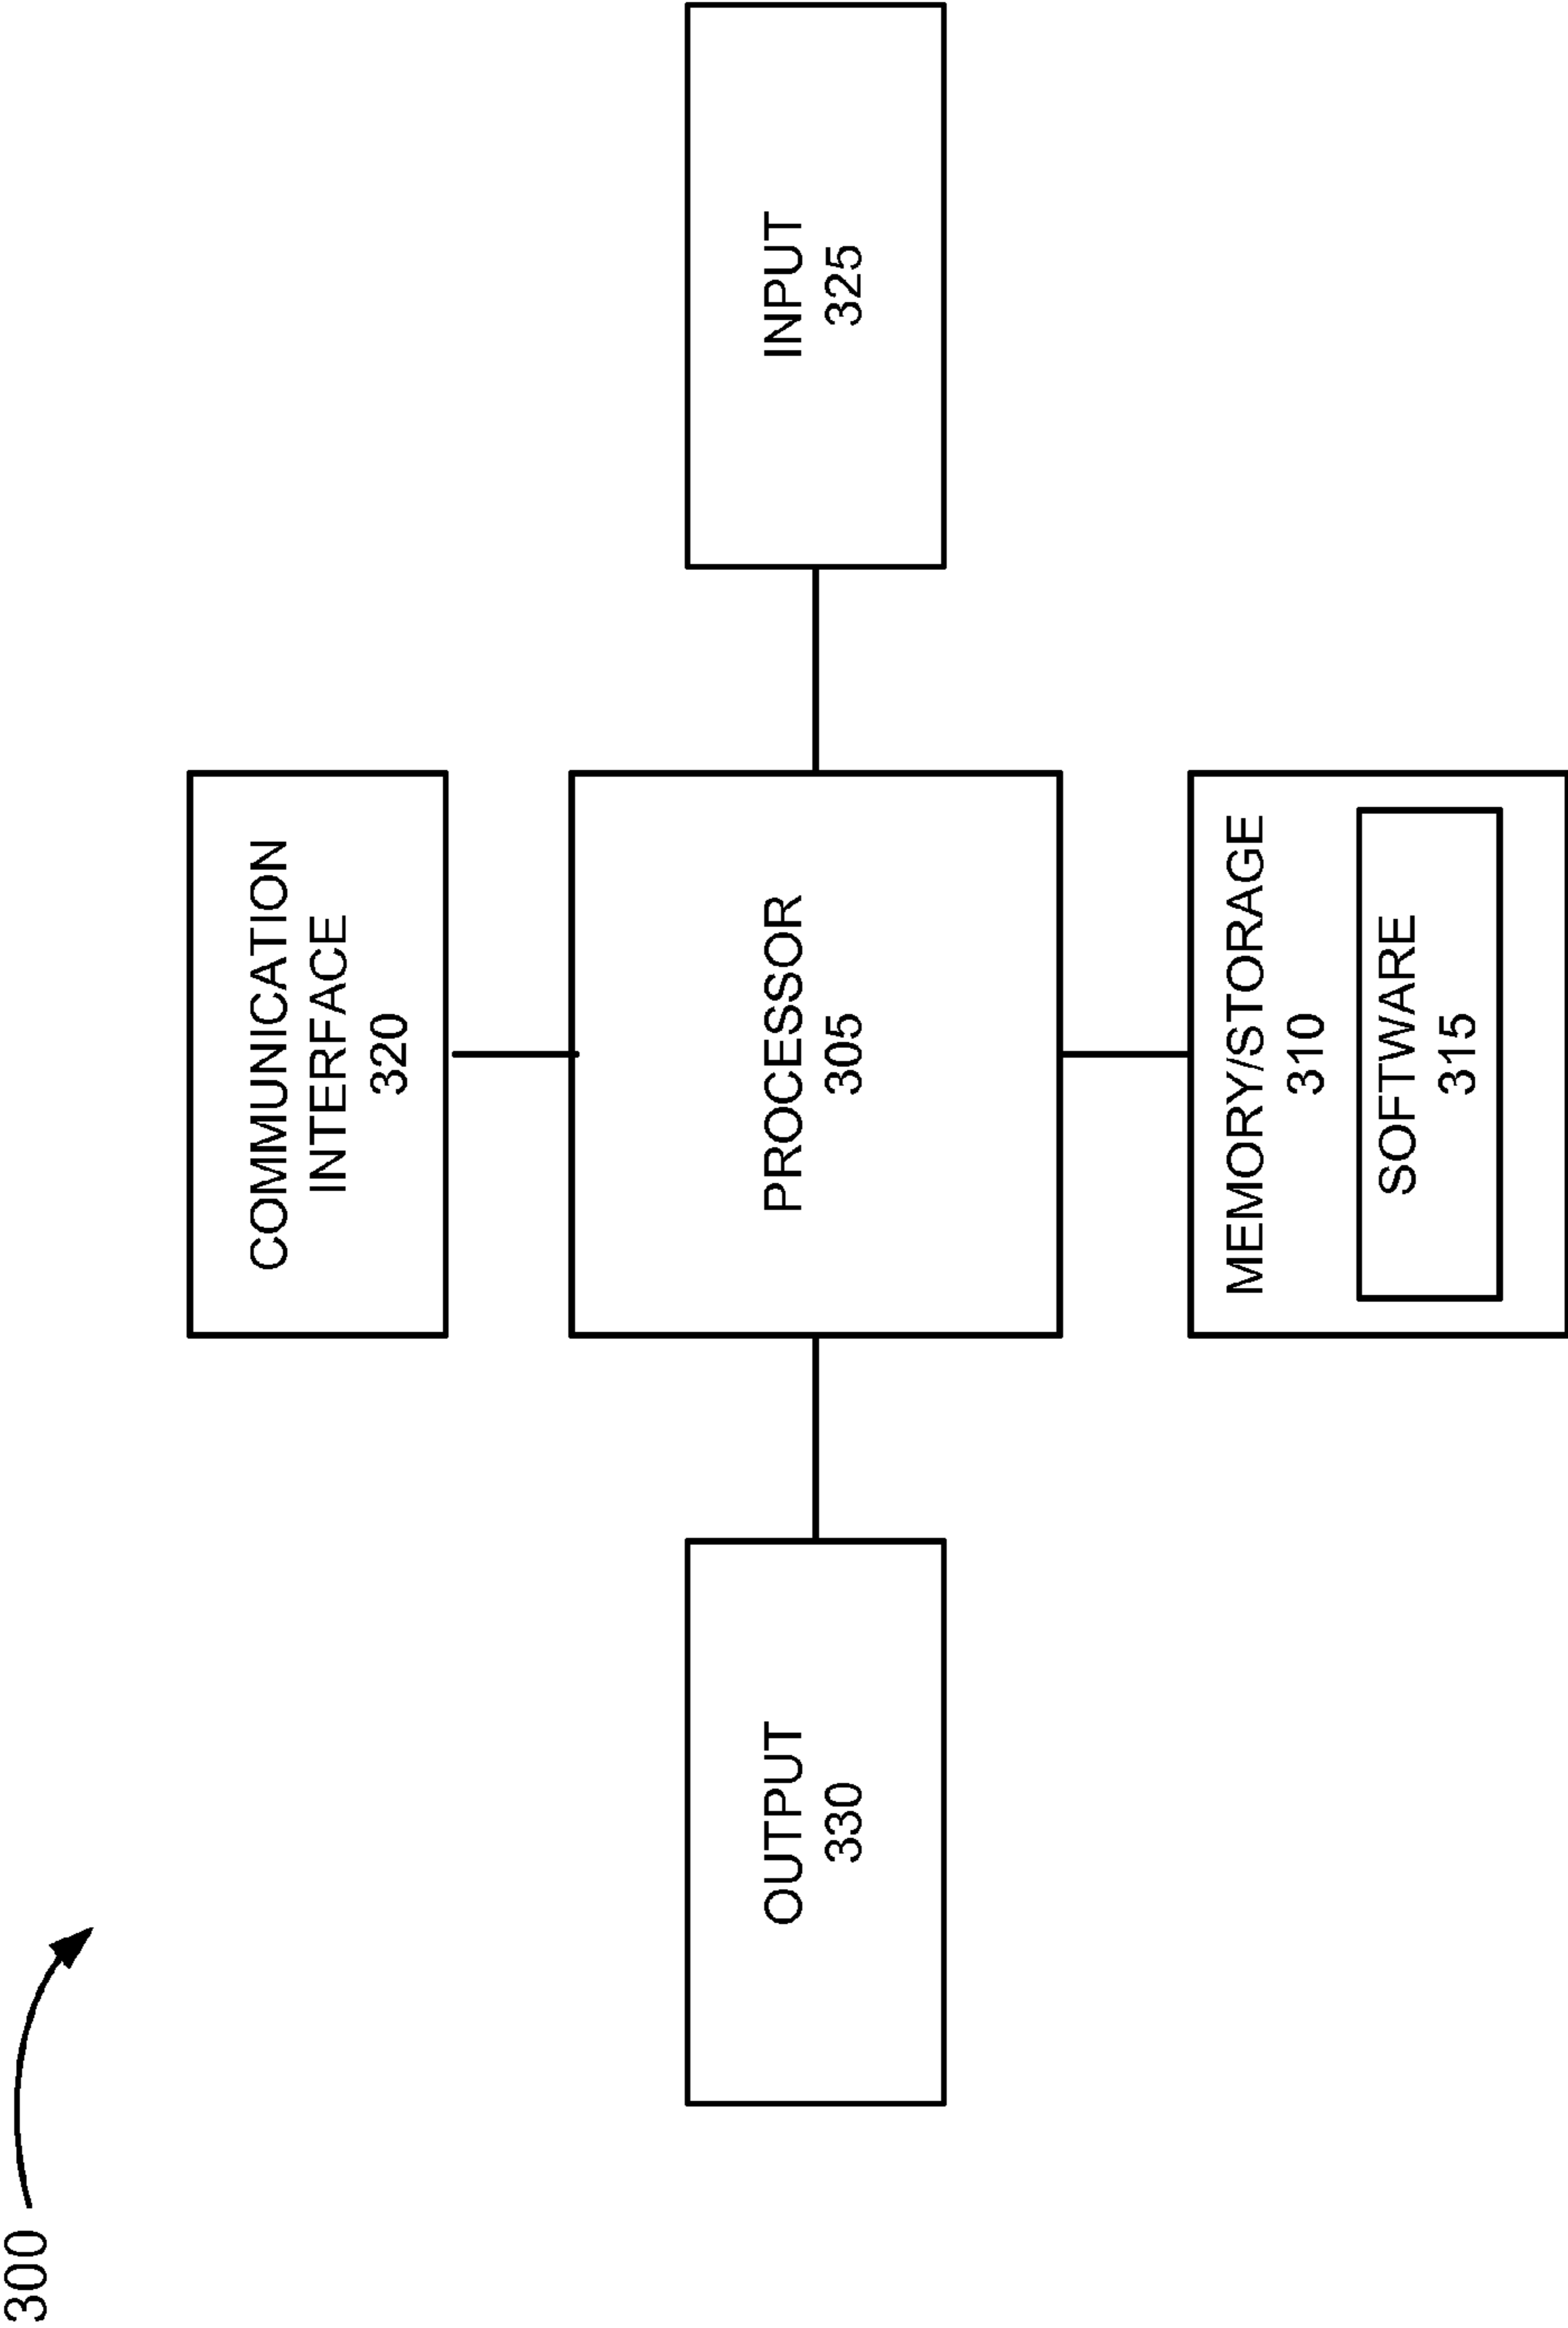 300
COMMUNICATION
INTERFACE
320
OUTPUT
330
PROCESSOR
305
INPUT
325
MEMORY/STORAGE
310
SOFTWARE
315